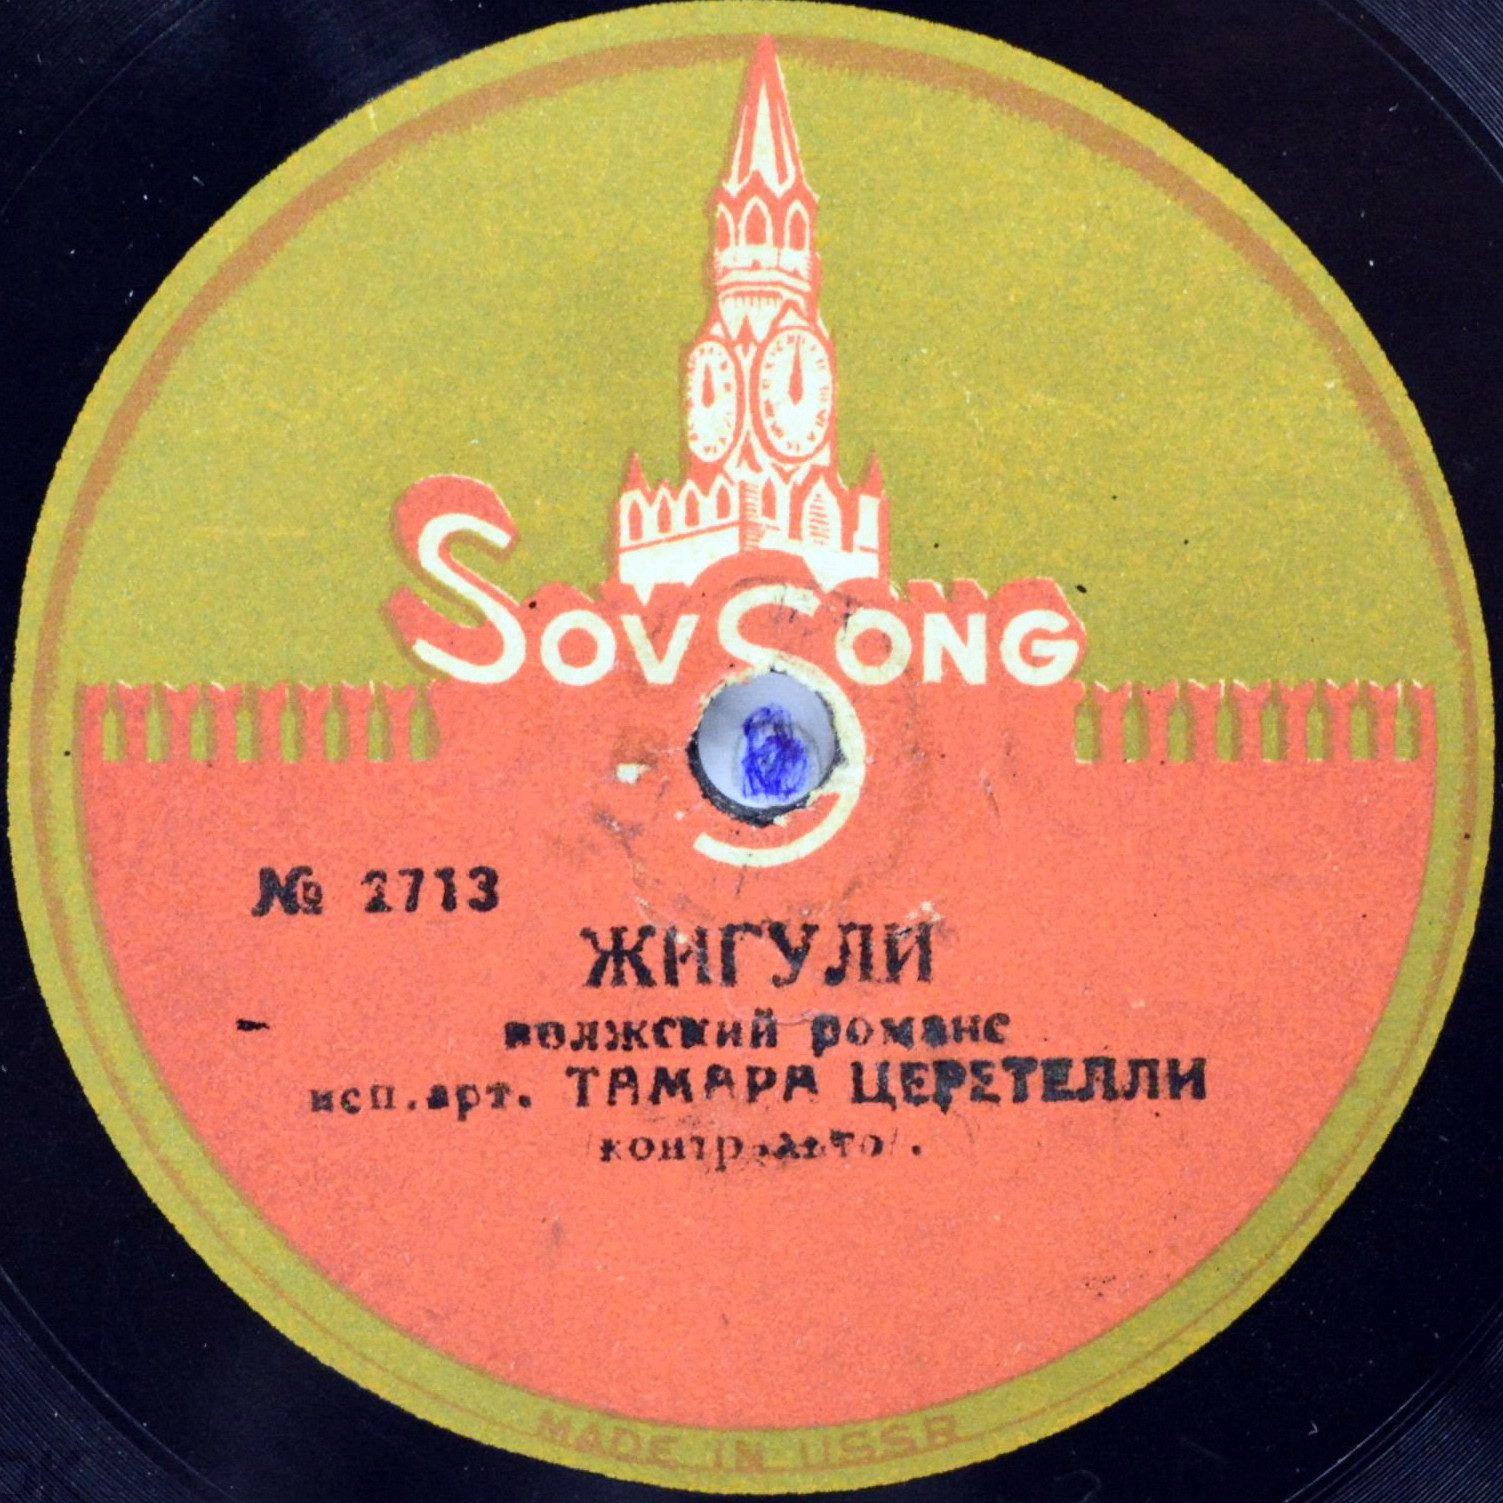 SovSong
№ 2713
ЖИГУЛИ
волжский романс
исп.арт. ТАМАРА ЦЕРЕТЕЛЛИ
/контральто/.
MADE IN USSR